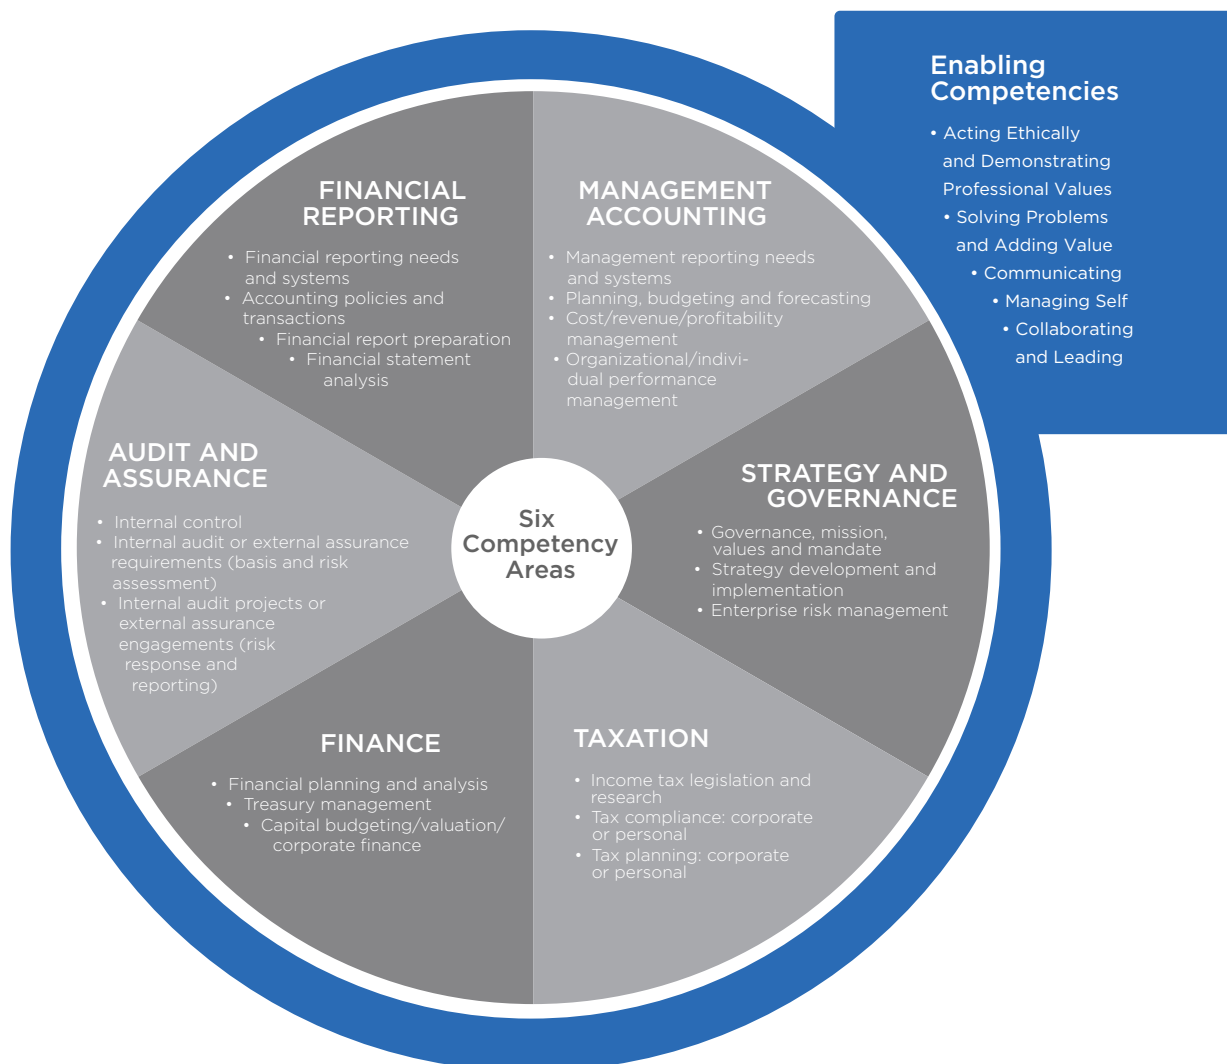 Enabling
Competencies
• Acting Ethically
and Demonstrating
Professional Values
• Solving Problems
and Adding Value
• Communicating
• Managing Self
• Collaborating
and Leading
FINANCIAL
REPORTING
• Financial reporting needs
and systems
• Accounting policies and
transactions
• Financial report preparation
• Financial statement
analysis
MANAGEMENT
ACCOUNTING
• Management reporting needs
and systems
• Planning, budgeting and forecasting
• Cost/revenue/profitability
management
• Organizational/indivi-
dual performance
management
AUDIT AND
ASSURANCE
• Internal control
• Internal audit or external assurance
requirements (basis and risk
assessment)
• Internal audit projects or
external assurance
engagements (risk
response and
reporting)
Six
Competency
Areas
STRATEGY AND
GOVERNANCE
• Governance, mission,
values and mandate
• Strategy development and
implementation
• Enterprise risk management
FINANCE
• Financial planning and analysis
• Treasury management
• Capital budgeting/valuation/
corporate finance
TAXATION
• Income tax legislation and
research
• Tax compliance: corporate
or personal
• Tax planning: corporate
or personal